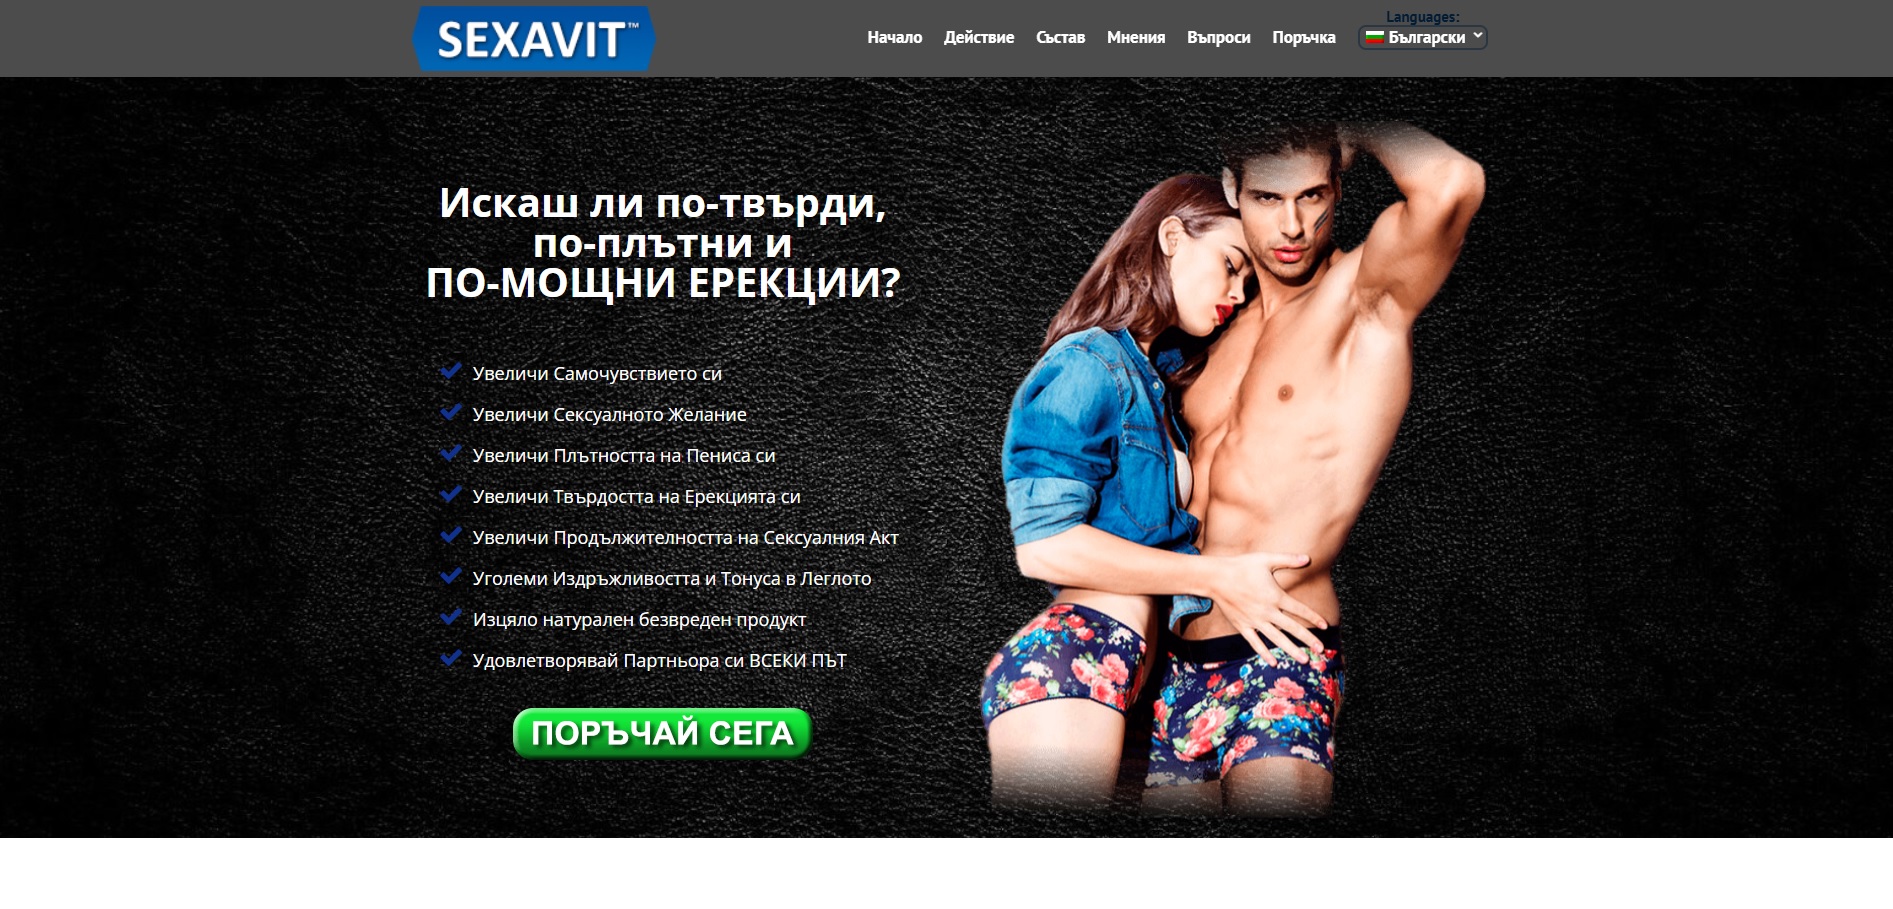 SEXAVIT™
Languages:
Начало Действие Състав Мнения Въпроси Поръчка Български
Искаш ли по-твърди,
по-плътни и
ПО-МОЩНИ ЕРЕКЦИИ?
Увеличи Самочувствието си
Увеличи Сексуалното Желание
Увеличи Плътността на Пениса си
Увеличи Твърдостта на Ерекцията си
Увеличи Продължителността на Сексуалния Акт
Уголеми Издръжливостта и Тонуса в Леглото
Изцяло натурален безвреден продукт
Удовлетворявай Партньора си ВСЕКИ ПЪТ
ПОРЪЧАЙ СЕГА